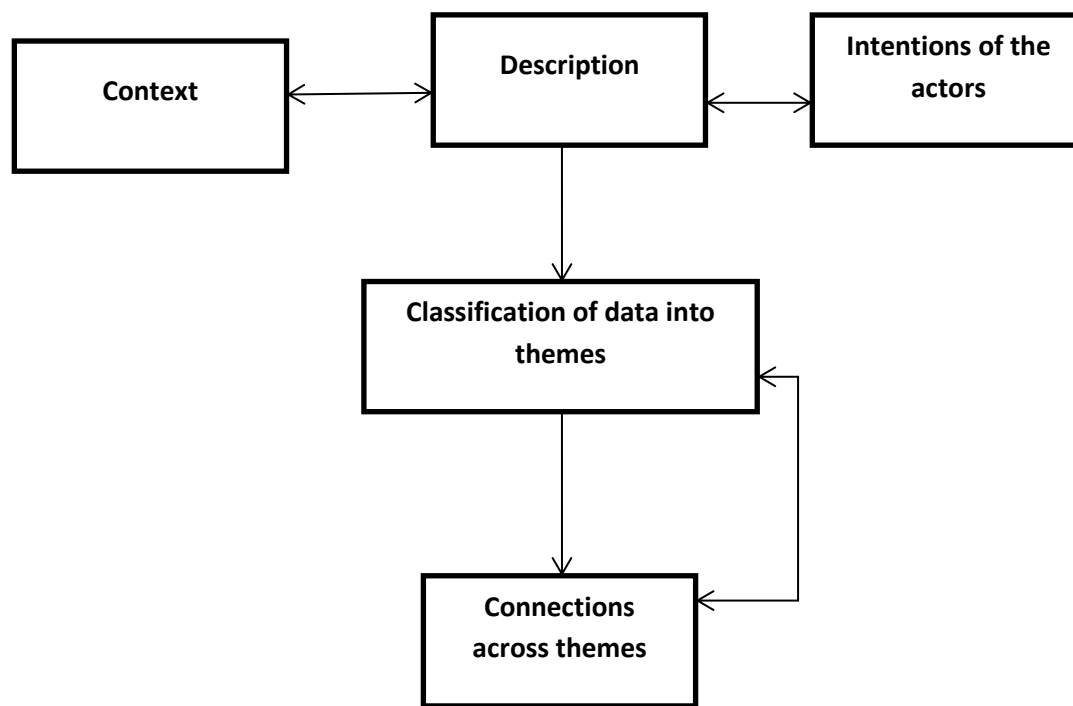 Context
Description
Intentions of the
actors
Classification of data into
themes
Connections
across themes